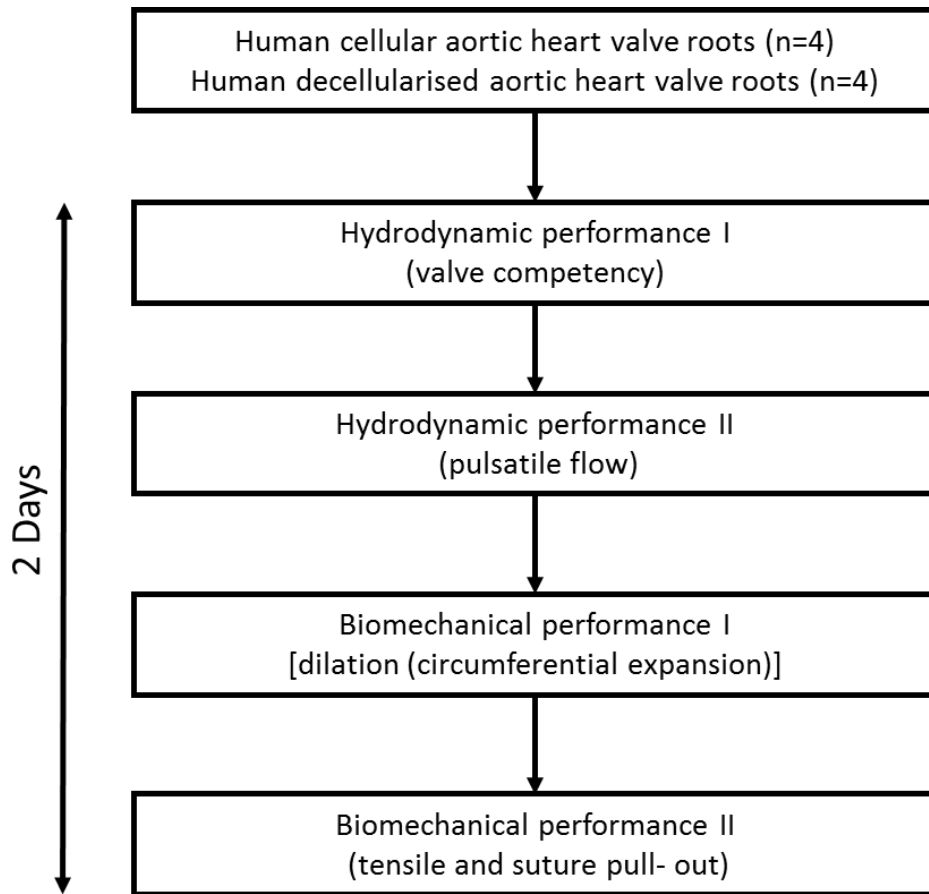 Human cellular aortic heart valve roots (n=4)
Human decellularised aortic heart valve roots (n=4)
Hydrodynamic performance I
(valve competency)
Hydrodynamic performance II
(pulsatile flow)
2 Days
Biomechanical performance I
[dilation (circumferential expansion)]
Biomechanical performance II
(tensile and suture pull- out)